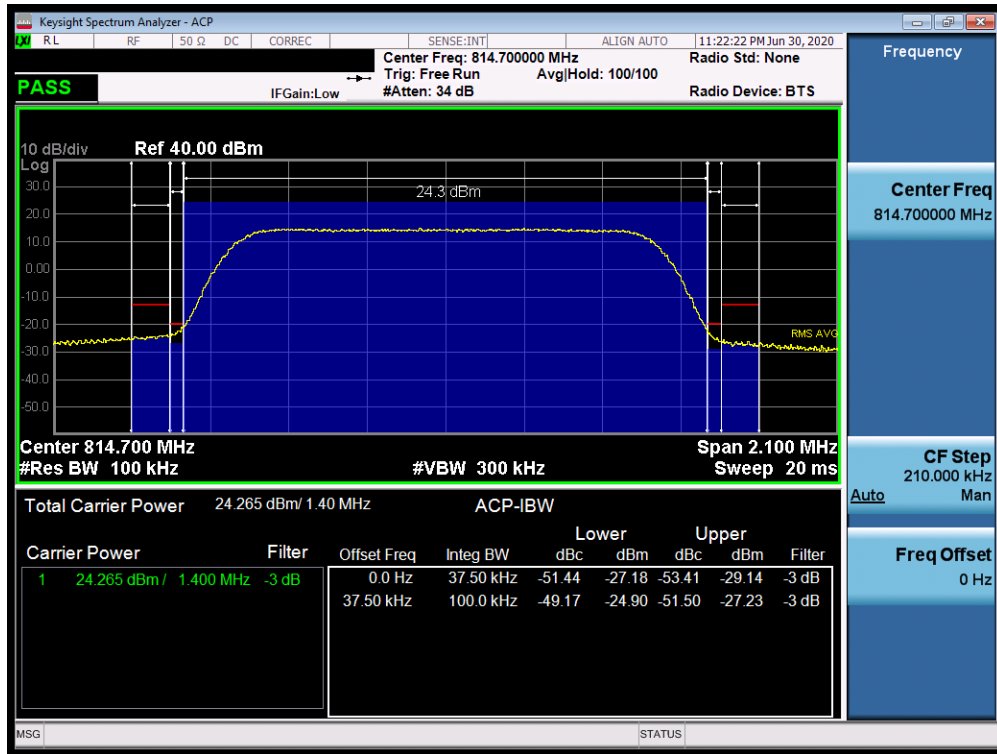 Keysight Spectrum Analyzer - ACP
LXI RL RF 50 Ω DC CORREC SENSE:INT ALIGN AUTO 11:22:22 PM Jun 30, 2020
Center Freq: 814.700000 MHz Radio Std: None
Trig: Free Run Avg|Hold: 100/100
PASS IFGain:Low #Atten: 34 dB Radio Device: BTS
Frequency
10 dB/div Ref 40.00 dBm
Log
30.0
24.3 dBm
20.0
10.0
0.00
-10.0
-20.0
RMS AVG
-30.0
-40.0
-50.0
Center 814.700 MHz Span 2.100 MHz
#Res BW 100 kHz #VBW 300 kHz Sweep 20 ms
Center Freq
814.700000 MHz
CF Step
210.000 kHz
Auto Man
Freq Offset
0 Hz
Total Carrier Power 24.265 dBm/ 1.40 MHz ACP-IBW
Lower Upper
Carrier Power Filter Offset Freq Integ BW dBc dBm dBc dBm Filter
1 24.265 dBm / 1.400 MHz -3 dB 0.0 Hz 37.50 kHz -51.44 -27.18 -53.41 -29.14 -3 dB
37.50 kHz 100.0 kHz -49.17 -24.90 -51.50 -27.23 -3 dB
MSG STATUS